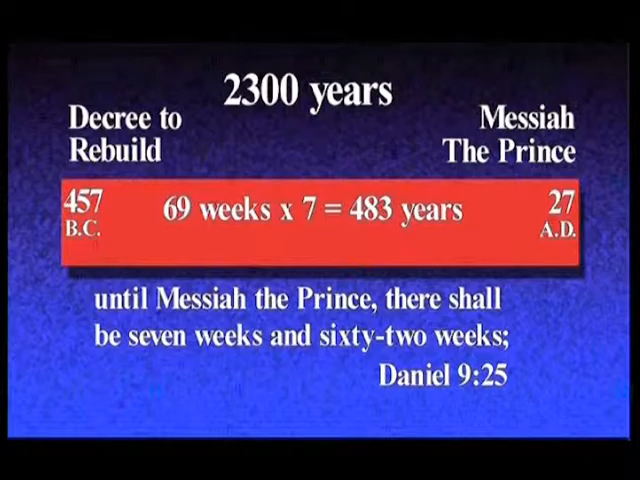 2300 years
Decree to
Rebuild
Messiah
The Prince
457
B.C.
69 weeks x 7 = 483 years
27
A.D.
until Messiah the Prince, there shall
be seven weeks and sixty-two weeks;
Daniel 9:25